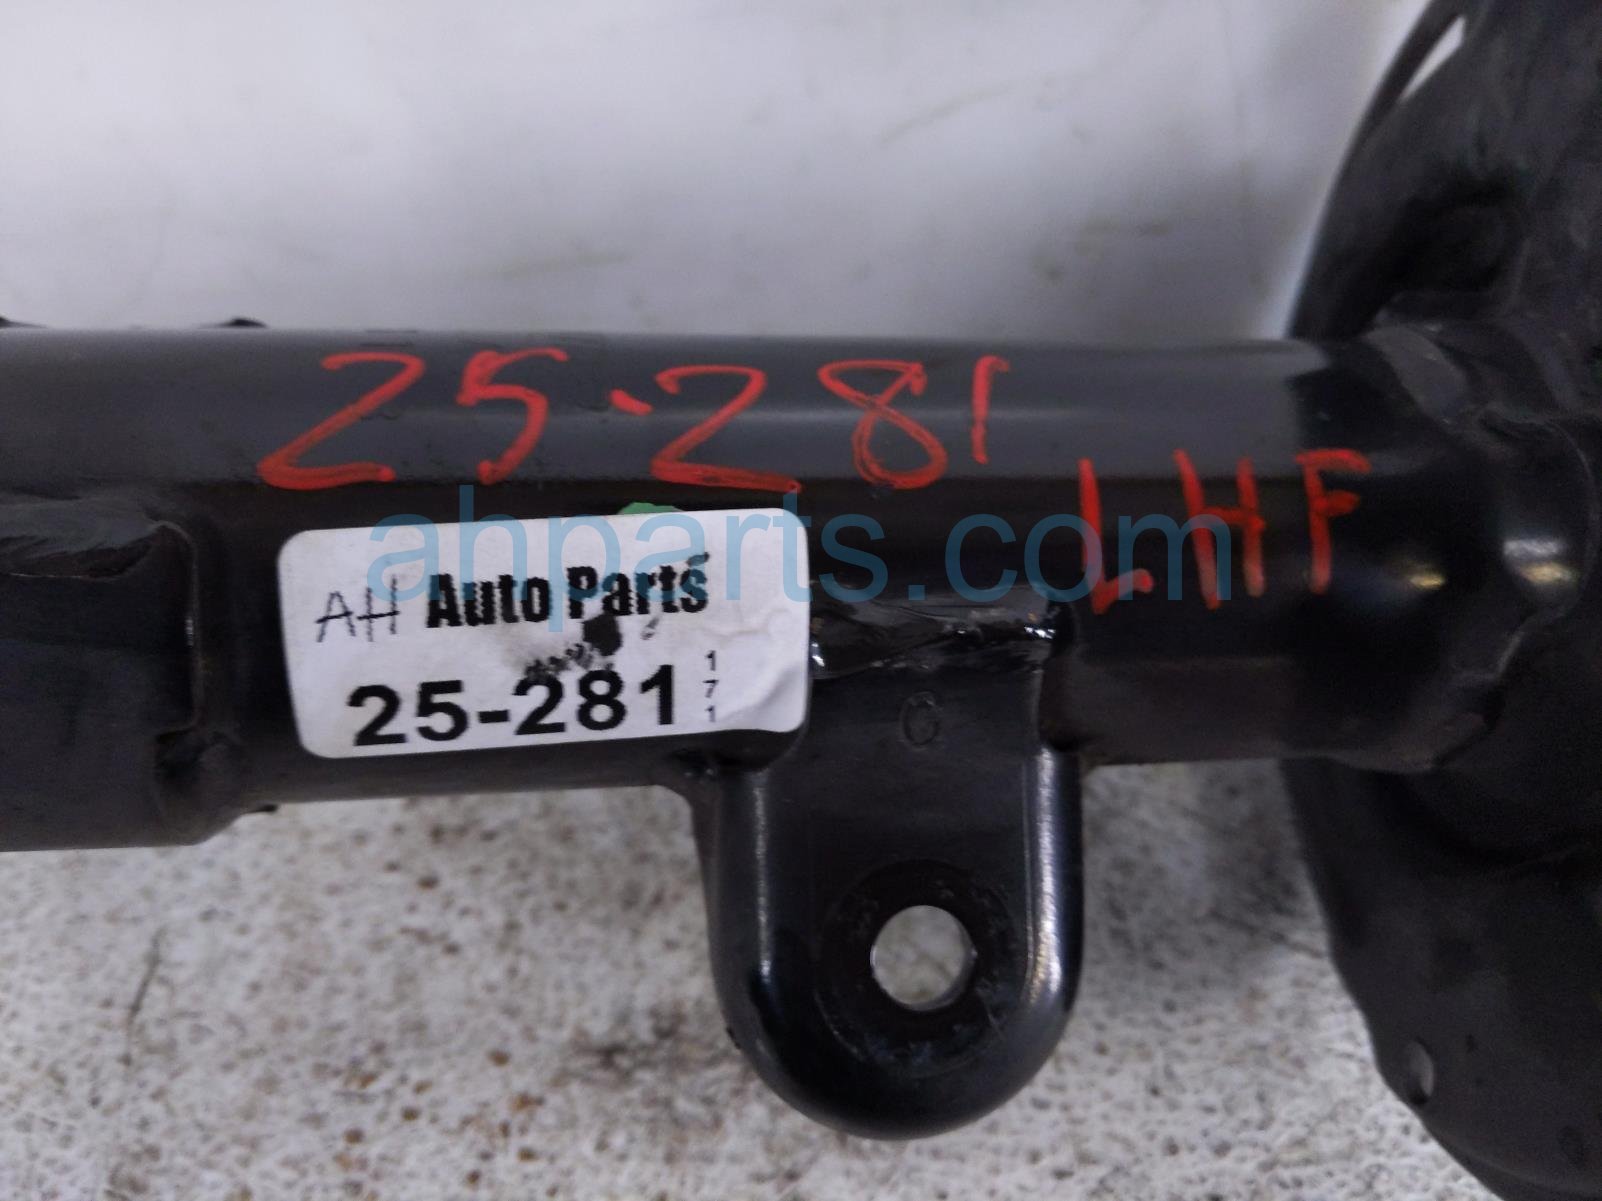 25-281
LHF
ahparts.com
AH Auto Parts
25-281 171
G